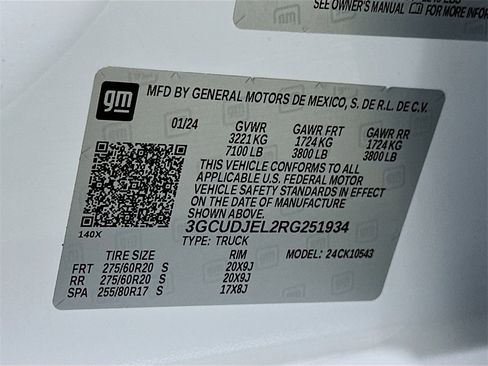 SEE OWNER'S MANUAL
FOR MORE INFOR
gm
MFD BY GENERAL MOTORS DE MEXICO, S. DE R.L. DE C.V.
01/24 GVWR GAWR FRT GAWR RR
3221 KG 1724 KG 1724 KG
7100 LB 3800 LB 3800 LB
THIS VEHICLE CONFORMS TO ALL
APPLICABLE U.S. FEDERAL MOTOR
VEHICLE SAFETY STANDARDS IN EFFECT
ON THE DATE OF MANUFACTURE
SHOWN ABOVE.
140X
3GCUDJEL2RG251934
TYPE: TRUCK MODEL: 24CK10543
TIRE SIZE RIM
FRT 275/60R20 S 20X9J
RR 275/60R20 S 20X9J
SPA 255/80R17 S 17X8J